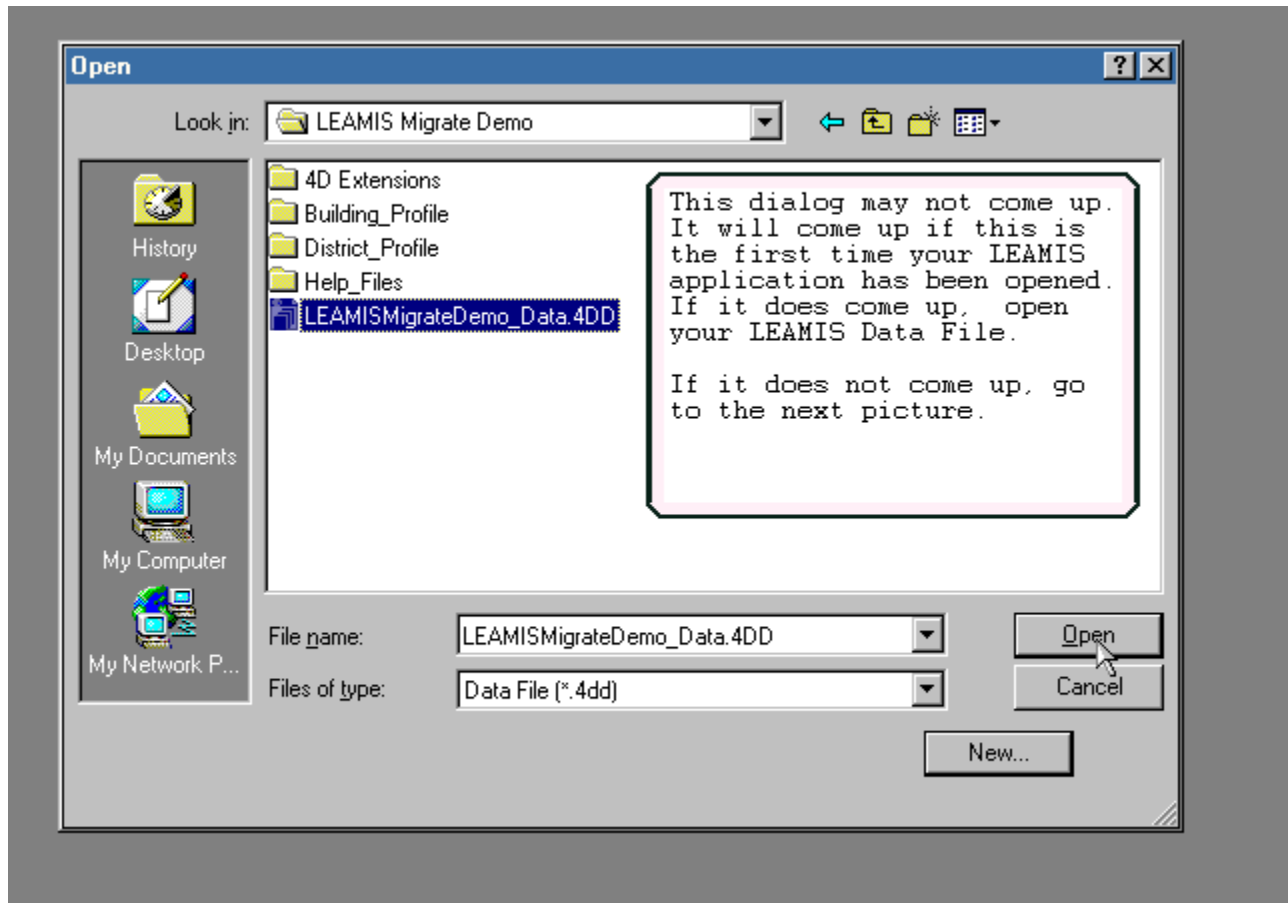 Open
Look in:
LEAMIS Migrate Demo
History
Desktop
My Documents
My Computer
My Network P...
4D Extensions
Building_Profile
District_Profile
Help_Files
LEAMISMigrateDemo_Data.4DD
This dialog may not come up.
It will come up if this is
the first time your LEAMIS
application has been opened.
If it does come up, open
your LEAMIS Data File.
If it does not come up, go
to the next picture.
File name:
LEAMISMigrateDemo_Data.4DD
Open
Files of type:
Data File (*.4dd)
Cancel
New...